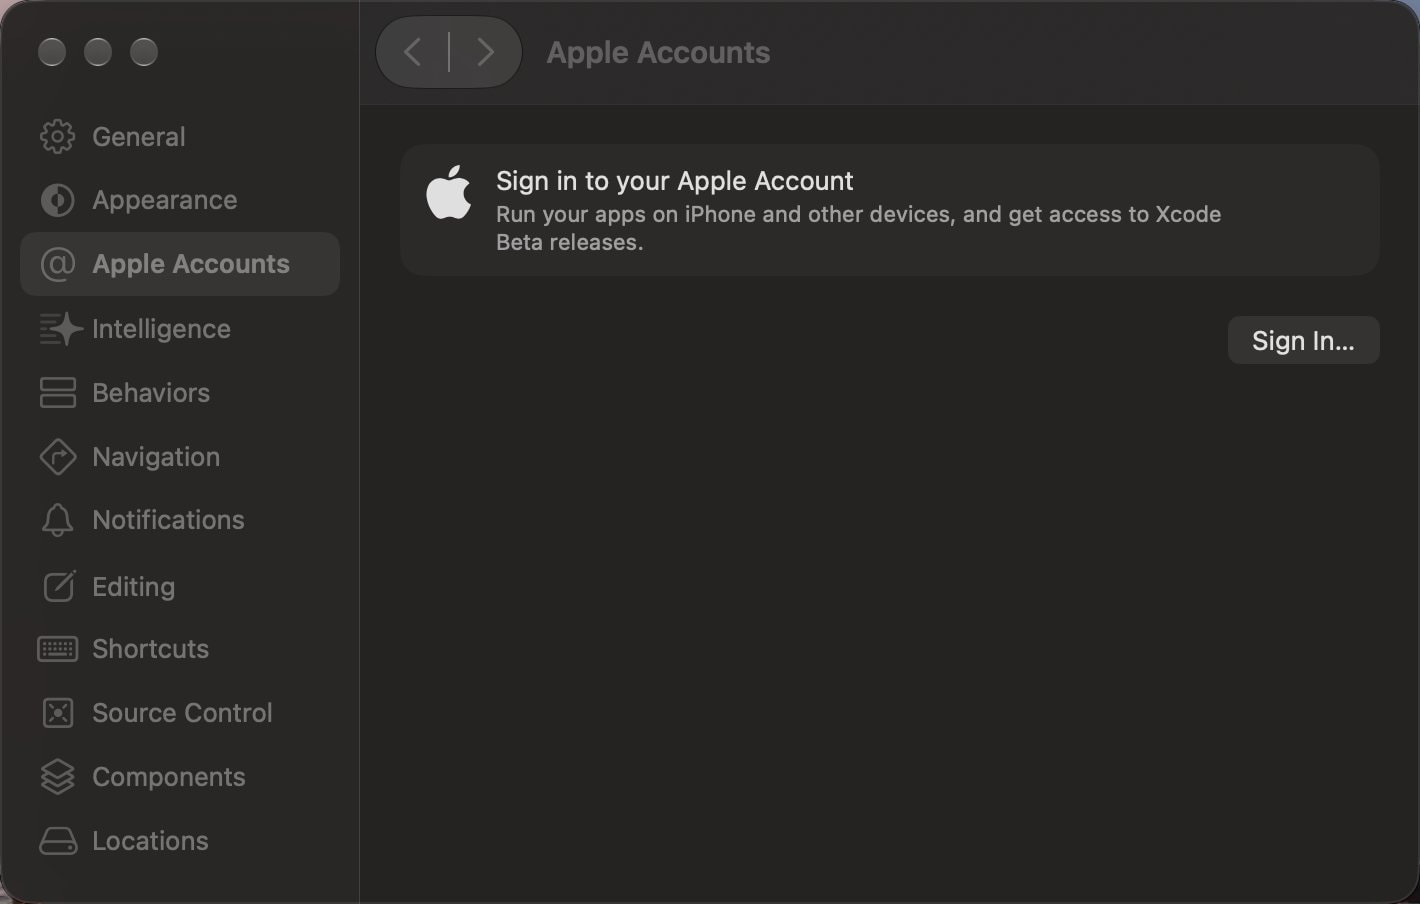 Apple Accounts
General
Appearance
Apple Accounts
Intelligence
Behaviors
Navigation
Notifications
Editing
Shortcuts
Source Control
Components
Locations
Sign in to your Apple Account
Run your apps on iPhone and other devices, and get access to Xcode
Beta releases.
Sign In...